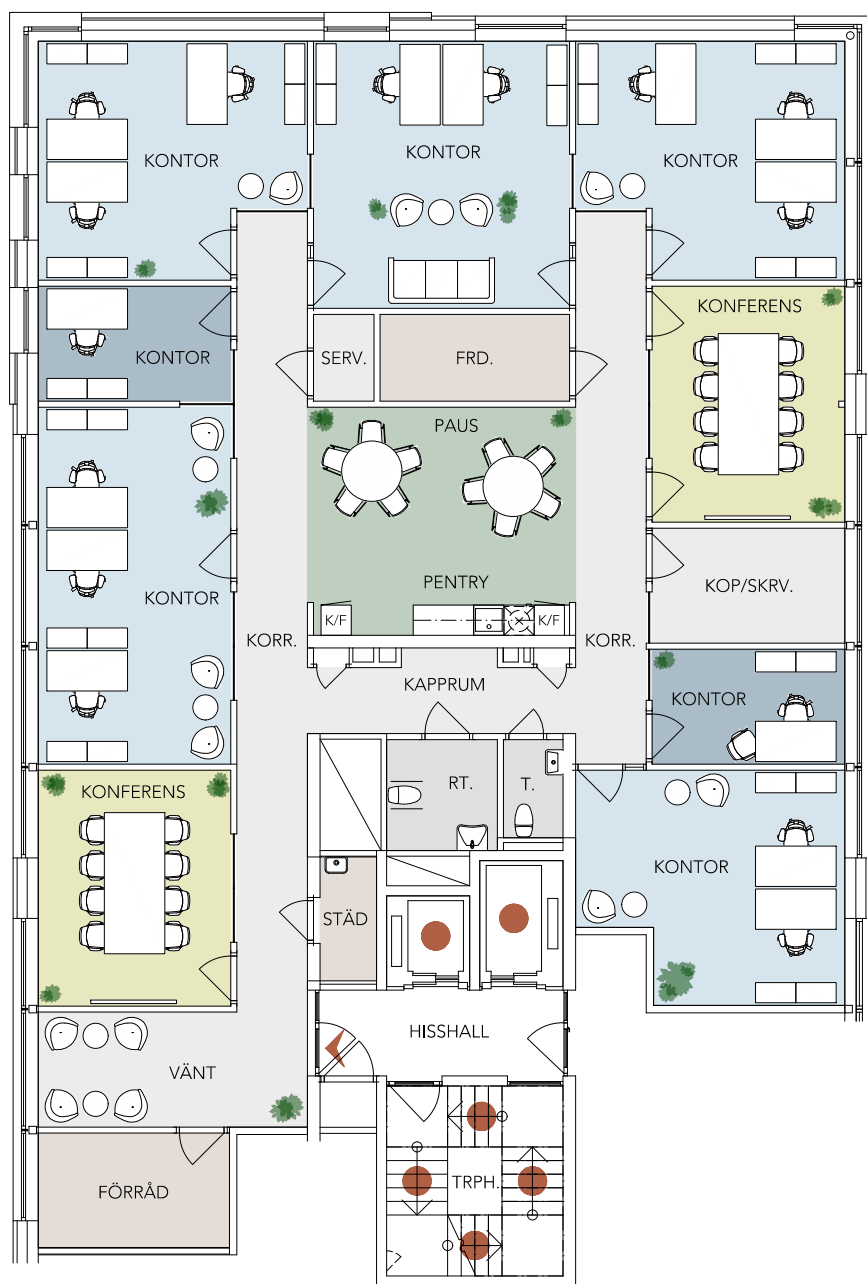 KONTOR
KONTOR
KONTOR
KONTOR
SERV.
FRD.
KONFERENS
PAUS
KONTOR
PENTRY
KOP/SKRV.
K/F
K/F
KORR.
KORR.
KAPPRUM
KONTOR
KONFERENS
RT.
T.
KONTOR
STÄD
HISSHALL
VÄNT
TRPH.
FÖRRÅD